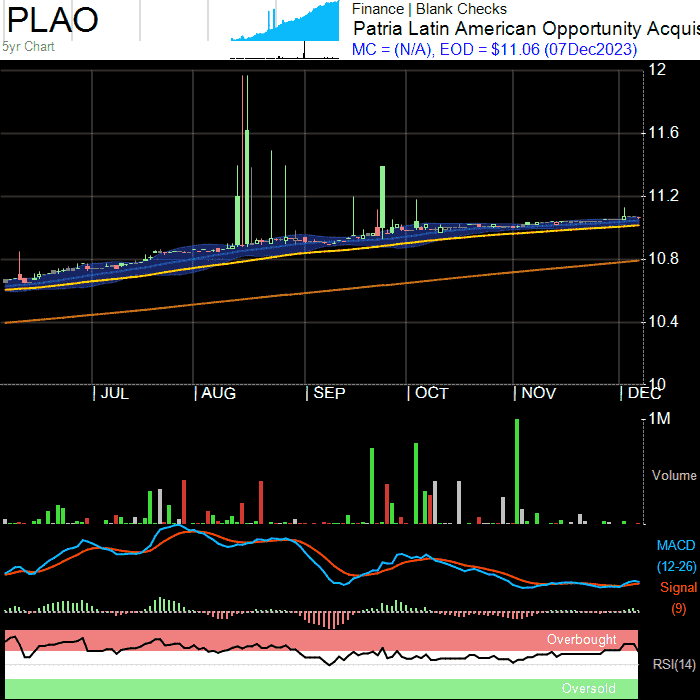 PLAO
5yr Chart
Finance | Blank Checks
Patria Latin American Opportunity Acquis
MC = (N/A), EOD = $11.06 (07Dec2023)
12
11.6
11.2
10.8
10.4
10
JUL AUG SEP OCT NOV DEC
1M
Volume
MACD
(12-26)
Signal
(9)
Overbought
RSI(14)
Oversold